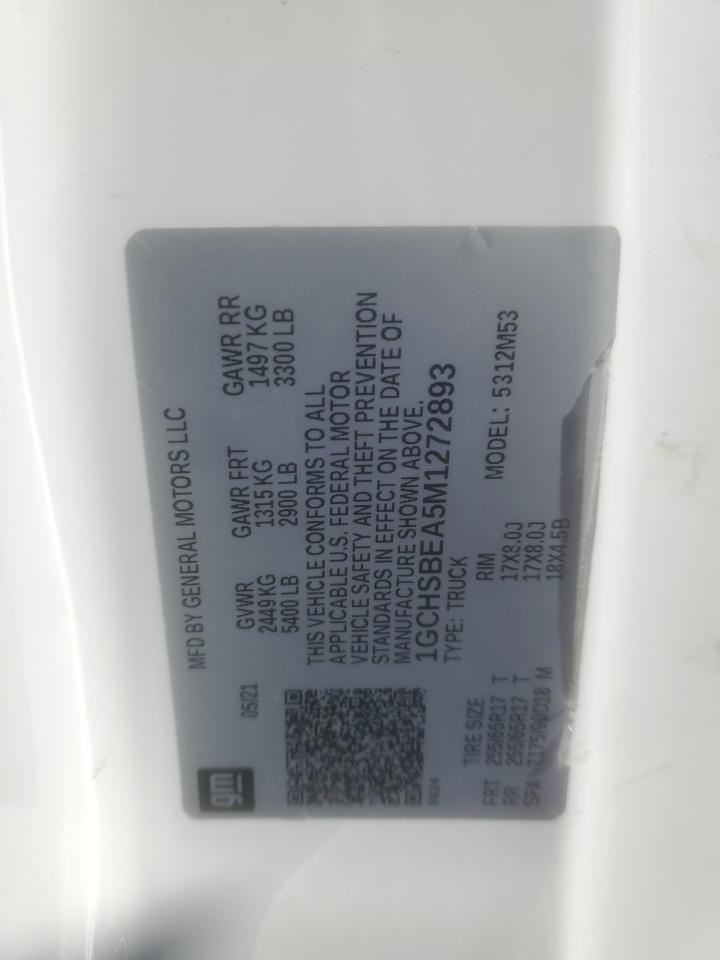 gm
MFD BY GENERAL MOTORS LLC
05/21
GVWR GAWR FRT GAWR RR
2449 KG 1315 KG 1497 KG
5400 LB 2900 LB 3300 LB
THIS VEHICLE CONFORMS TO ALL
APPLICABLE U.S. FEDERAL MOTOR
VEHICLE SAFETY AND THEFT PREVENTION
STANDARDS IN EFFECT ON THE DATE OF
MANUFACTURE SHOWN ABOVE.
1GCHSBEA5M1272893
TYPE: TRUCK
MODEL: 5312M53
TIRE SIZE RIM
FRT 255/65R17 T 17X8.0J
RR 255/65R17 T 17X8.0J
SPA T175/90D18 M 18X4.5B